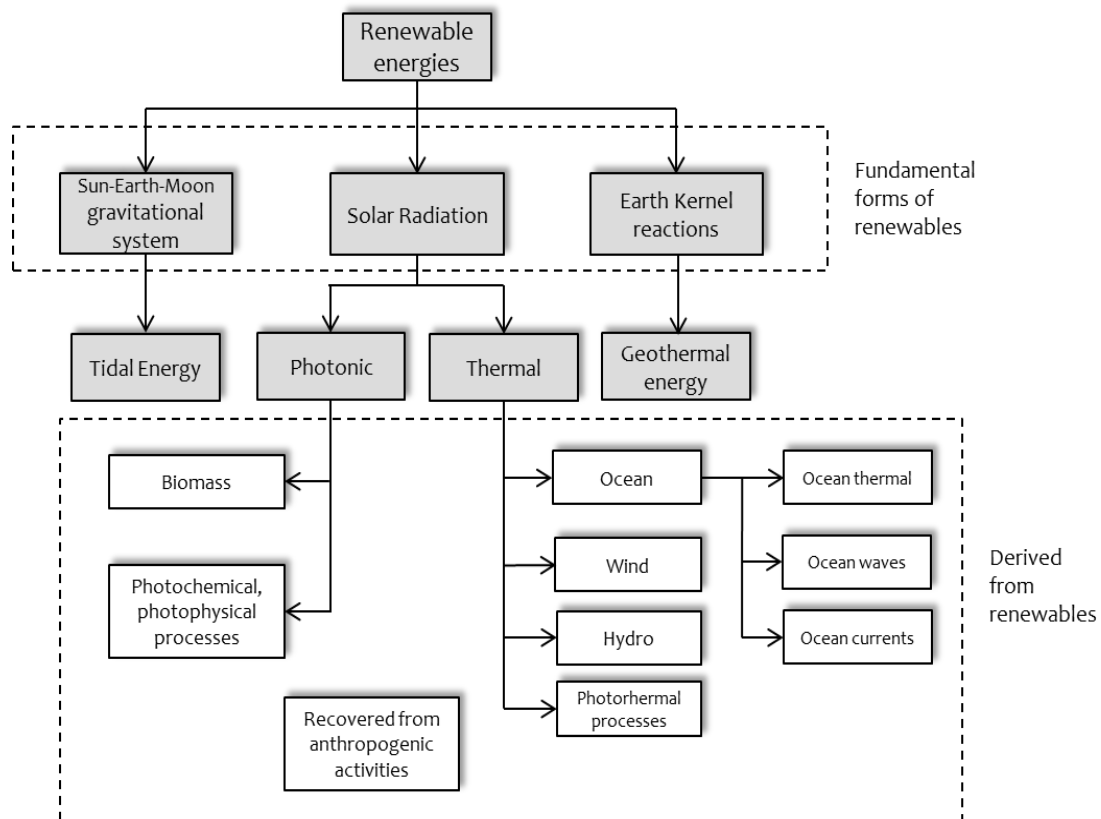 Renewable
energies
Sun-Earth-Moon
gravitational
system
Solar Radiation
Earth Kernel
reactions
Fundamental
forms of
renewables
Tidal Energy
Photonic
Thermal
Geothermal
energy
Biomass
Ocean
Ocean thermal
Photochemical,
photophysical
processes
Wind
Ocean waves
Derived
from
renewables
Hydro
Ocean currents
Photorhermal
processes
Recovered from
anthropogenic
activities